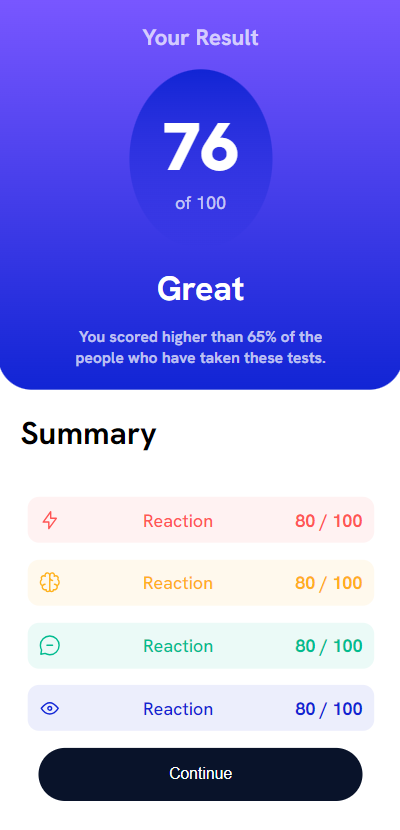 Your Result
76
of 100
Great
You scored higher than 65% of the
people who have taken these tests.
Summary
Reaction 80 / 100
Reaction 80 / 100
Reaction 80 / 100
Reaction 80 / 100
Continue